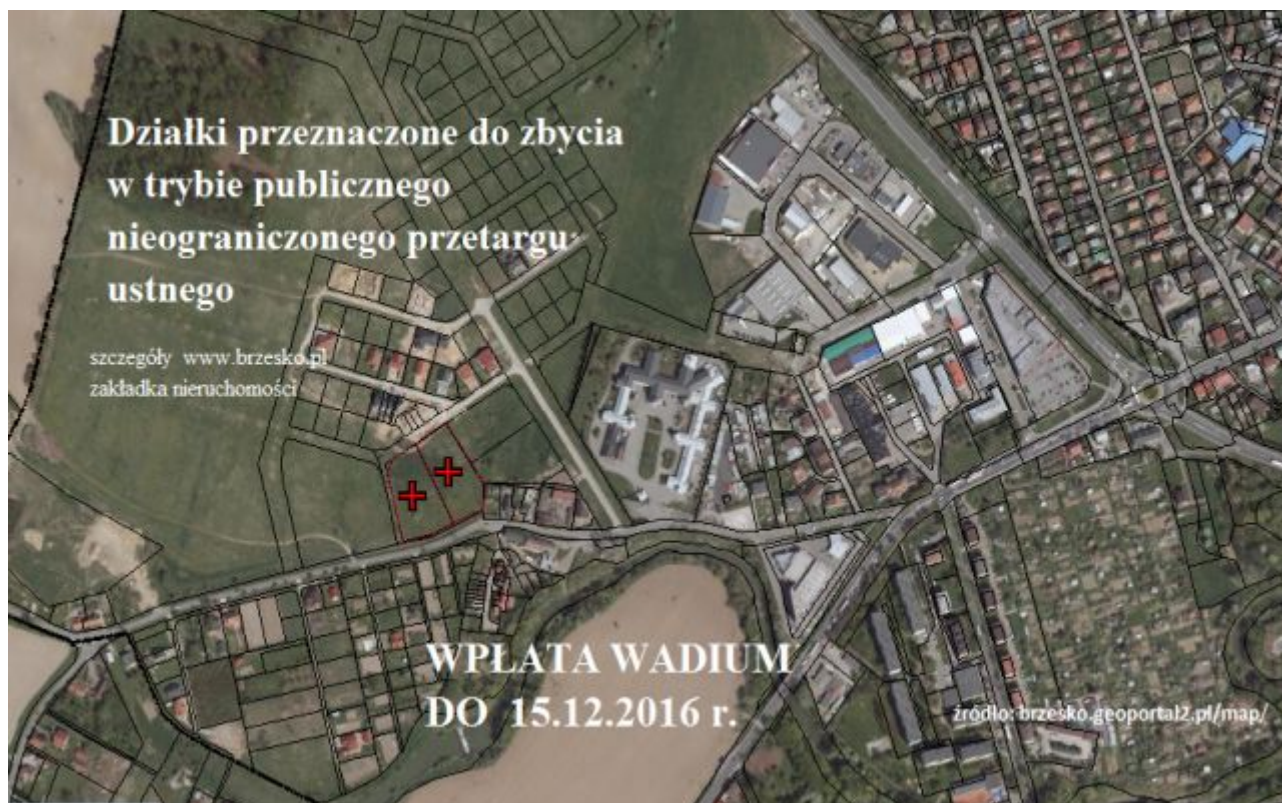 Działki przeznaczone do zbycia
w trybie publicznego
nieograniczonego przetargu
ustnego
szczegóły www.brzesko.pl
zakładka nieruchomości
WPŁATA WADIUM
DO 15.12.2016 r.
źródło: brzesko.geoportal2.pl/map/